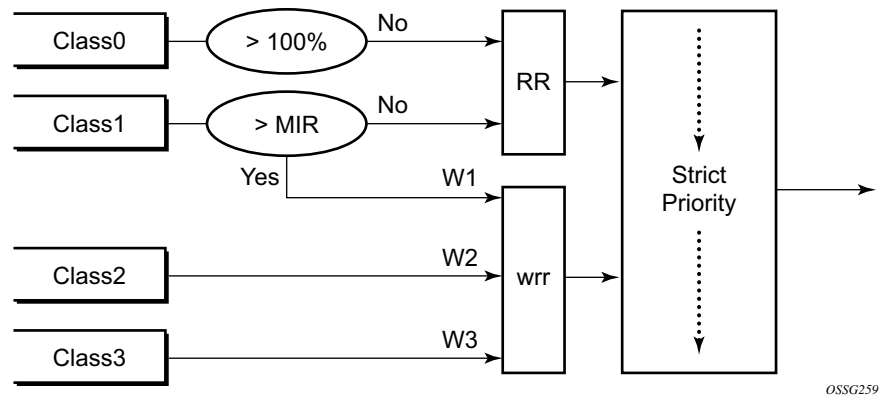 Class0
> 100%
No
RR
Class1
> MIR
No
Yes
W1
Strict
Priority
Class2
W2
wrr
Class3
W3
OSSG259